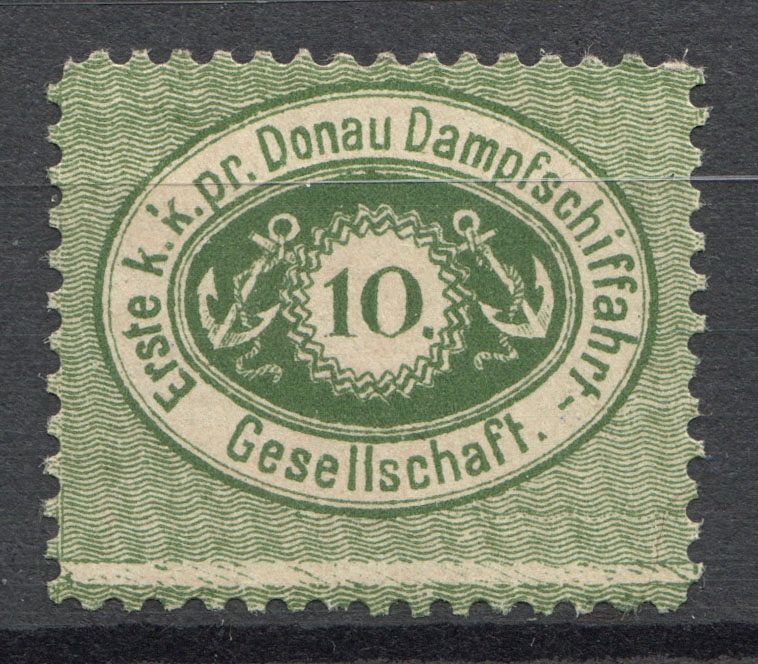 Erste k. k. pr. Donau Dampfschiffahrt-
Gesellschaft.
10.